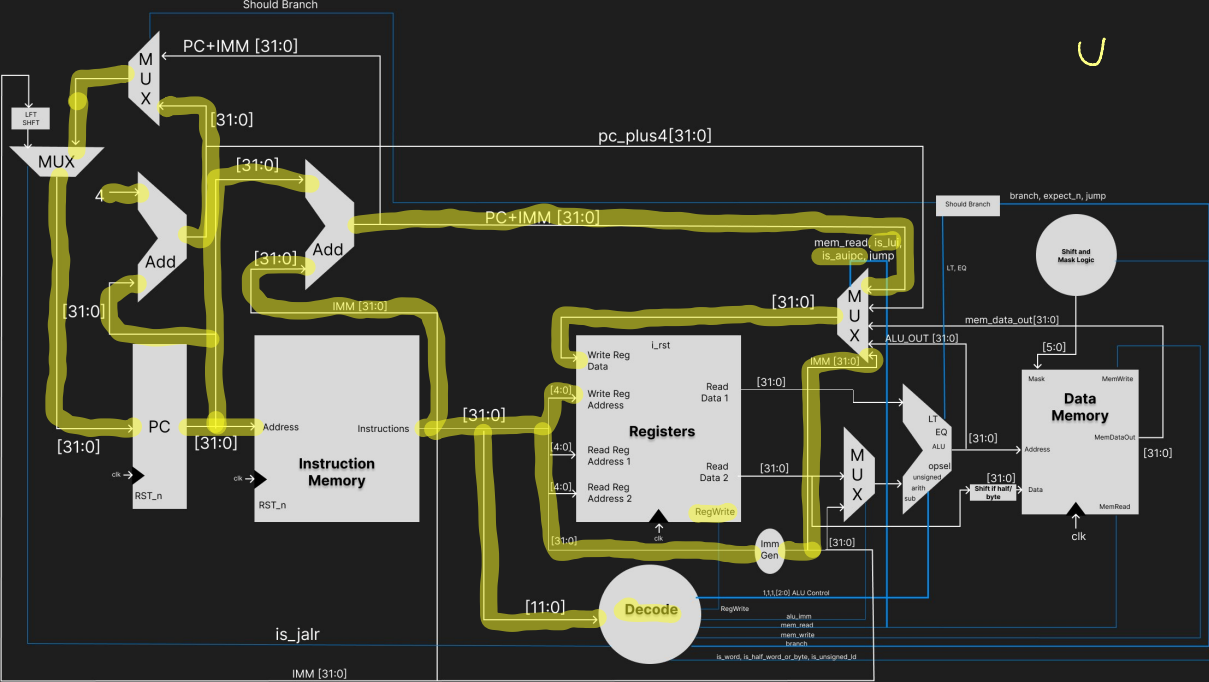 Should Branch
U
MUX
PC+IMM [31:0]
[31:0]
LFT
SHFT
MUX
pc_plus4[31:0]
[31:0]
4
Add
[31:0]
Add
[31:0]
PC+IMM [31:0]
IMM [31:0]
Should Branch
branch, expect_n, jump
mem_read, is_lui,
is_auipc, jump
LT, EQ
Shift and
Mask Logic
[31:0]
MUX
mem_data_out[31:0]
ALU_OUT [31:0]
IMM [31:0]
[5:0]
PC
[31:0]
[31:0]
clk
RST_n
Address
Instructions
Instruction
Memory
clk
RST_n
[31:0]
[4:0]
[4:0]
[4:0]
i_rst
Write Reg
Data
Write Reg
Address
Read
Data 1
Registers
Read Reg
Address 1
Read
Data 2
Read Reg
Address 2
RegWrite
clk
[31:0]
[31:0]
MUX
LT
EQ
ALU
opsel
unsigned
arith
sub
[31:0]
[31:0]
Shift if half/
byte
Mask
MemWrite
Data
Memory
MemDataOut
Address
Data
MemRead
clk
[31:0]
[31:0]
Imm
Gen
[31:0]
[11:0]
Decode
1,1,1,[2:0] ALU Control
RegWrite
alu_imm
mem_read
mem_write
branch
is_word, is_half_word_or_byte, is_unsigned_ld
is_jalr
IMM [31:0]